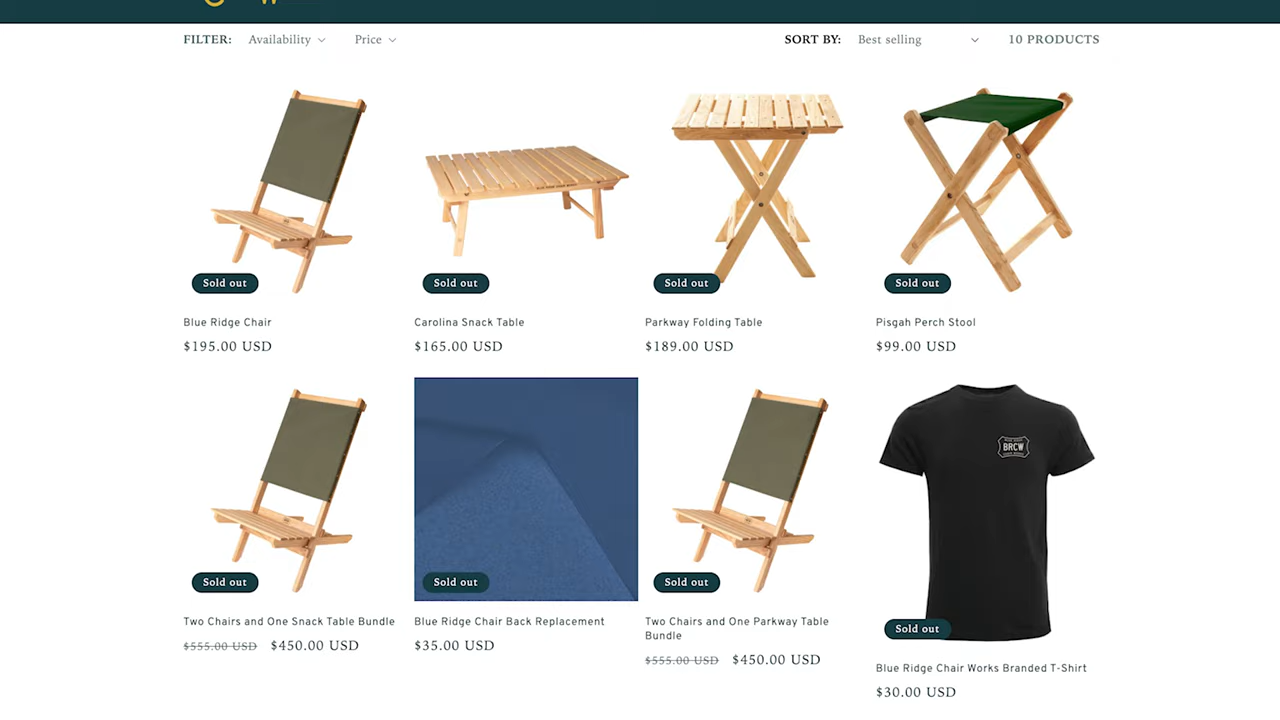 FILTER: Availability Price SORT BY: Best selling 10 PRODUCTS
Sold out Sold out Sold out Sold out
Blue Ridge Chair Carolina Snack Table Parkway Folding Table Pisgah Perch Stool
$195.00 USD $165.00 USD $189.00 USD $99.00 USD
BRCW
Sold out Sold out Sold out
Sold out
Two Chairs and One Snack Table Bundle Blue Ridge Chair Back Replacement Two Chairs and One Parkway Table
Bundle
$555.00 USD $450.00 USD $35.00 USD
$555.00 USD $450.00 USD
Blue Ridge Chair Works Branded T-Shirt
$30.00 USD